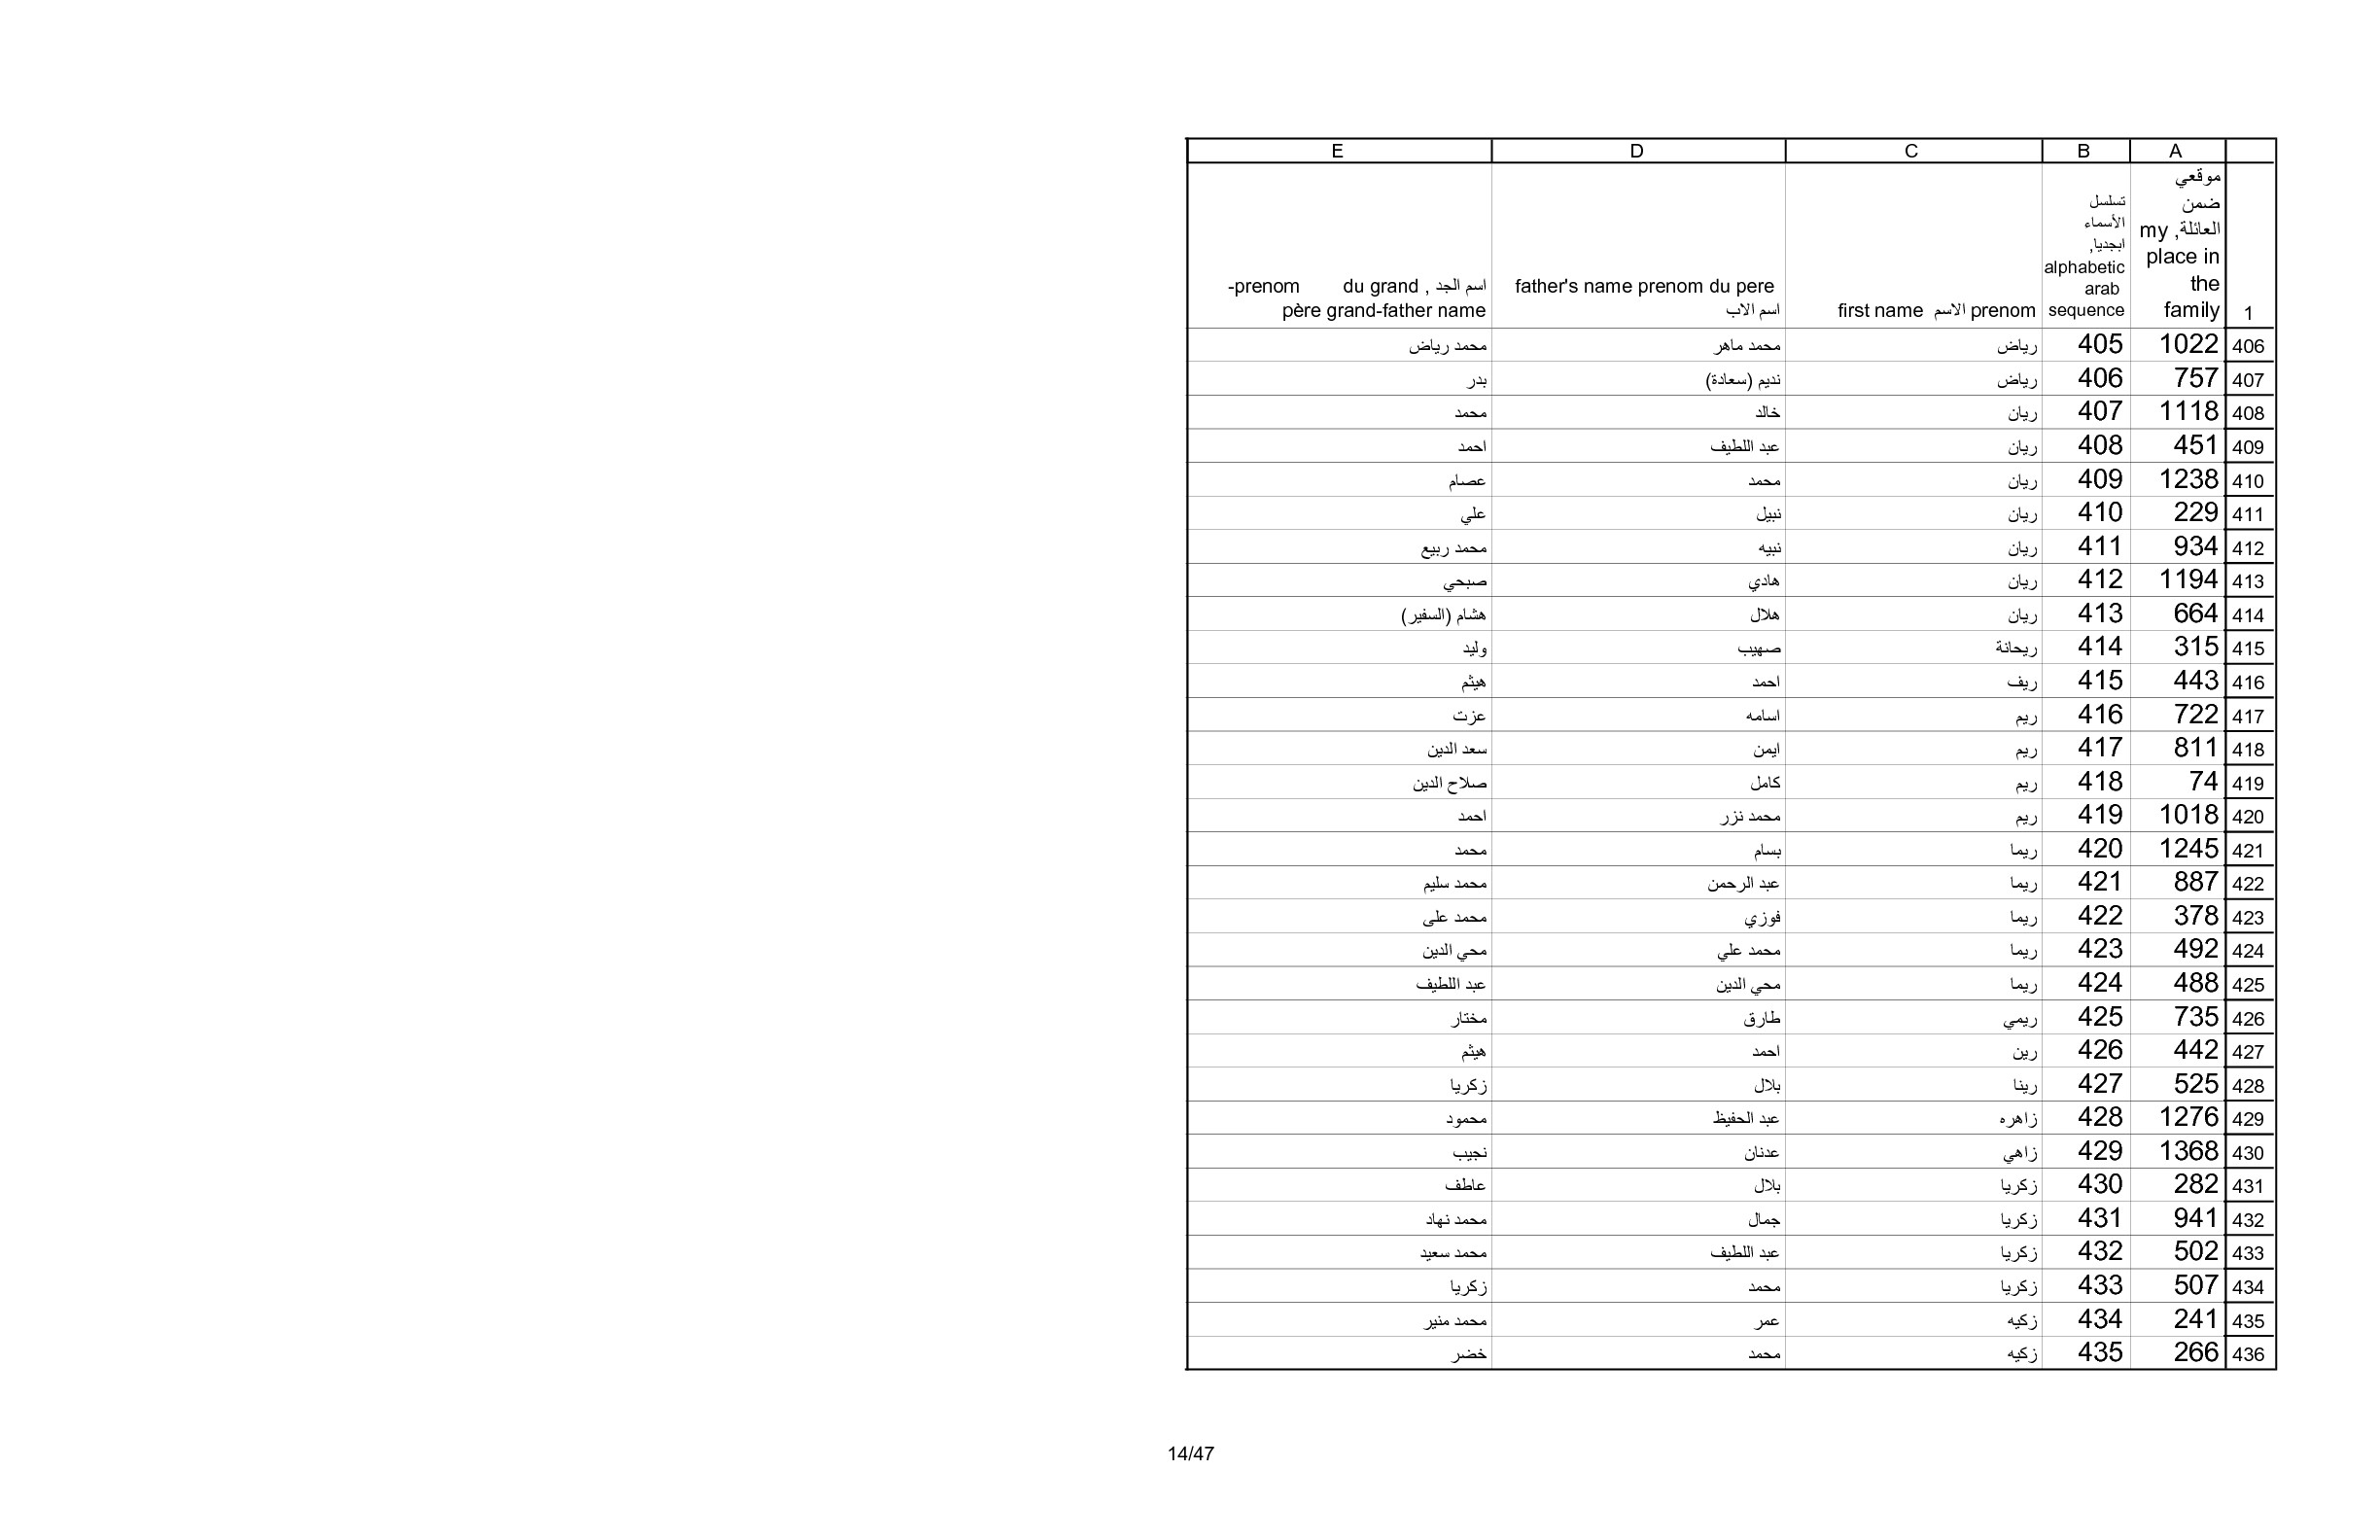 A B C D E
1 موقعي ضمن العائلة, my place in the family تسلسل الأسماء ابجديا, alphabetic arab sequence first name الاسم prenom father's name prenom du pere اسم الاب -prenom du grand , اسم الجد père grand-father name
406 1022 405 رياض محمد ماهر محمد رياض
407 757 406 رياض نديم (سعادة) بدر
408 1118 407 ريان خالد محمد
409 451 408 ريان عبد اللطيف احمد
410 1238 409 ريان محمد عصام
411 229 410 ريان نبيل علي
412 934 411 ريان نبيه محمد ربيع
413 1194 412 ريان هادي صبحي
414 664 413 ريان هلال هشام (السفير)
415 315 414 ريحانة صهيب وليد
416 443 415 ريف احمد هيثم
417 722 416 ريم اسامه عزت
418 811 417 ريم ايمن سعد الدين
419 74 418 ريم كامل صلاح الدين
420 1018 419 ريم محمد نزر احمد
421 1245 420 ريما بسام محمد
422 887 421 ريما عبد الرحمن محمد سليم
423 378 422 ريما فوزي محمد على
424 492 423 ريما محمد علي محي الدين
425 488 424 ريما محي الدين عبد اللطيف
426 735 425 ريمي طارق مختار
427 442 426 رين احمد هيثم
428 525 427 رينا بلال زكريا
429 1276 428 زاهره عبد الحفيظ محمود
430 1368 429 زاهي عدنان نجيب
431 282 430 زكريا بلال عاطف
432 941 431 زكريا جمال محمد نهاد
433 502 432 زكريا عبد اللطيف محمد سعيد
434 507 433 زكريا محمد زكريا
435 241 434 زكيه عمر محمد منير
436 266 435 زكيه محمد خضر
14/47